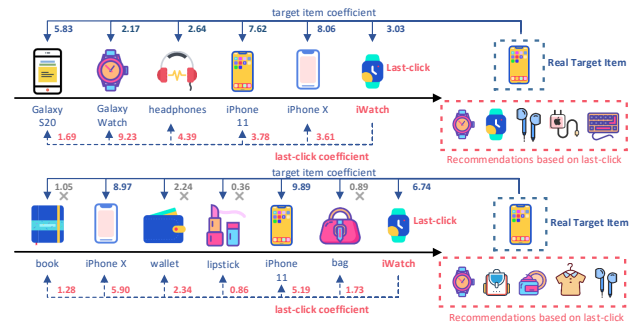 target item coefficient
5.83 2.17 2.64 7.62 8.06 3.03
Last-click
Real Target Item
Galaxy S20
Galaxy Watch
headphones
iPhone 11
iPhone X
iWatch
1.69 9.23 4.39 3.78 3.61
last-click coefficient
Recommendations based on last-click
target item coefficient
1.05 8.97 2.24 0.36 9.89 0.89 6.74
Last-click
Real Target Item
book
iPhone X
wallet
lipstick
iPhone 11
bag
iWatch
1.28 5.90 2.34 0.86 5.19 1.73
last-click coefficient
Recommendations based on last-click